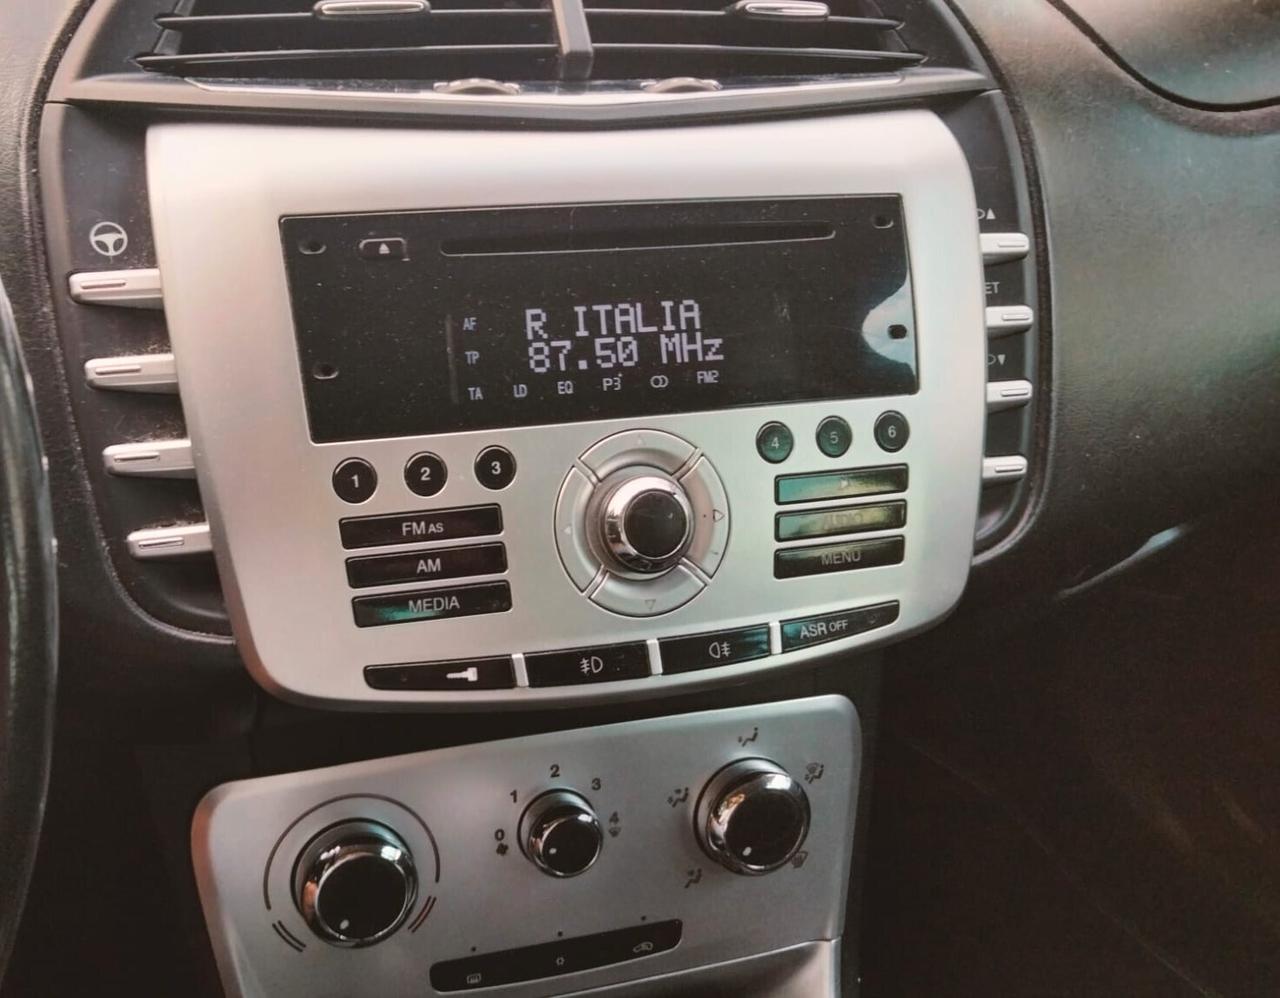 AF
R ITALIA
TP
87.50 MHz
TA LD EQ P3 FM2
1 2 3
4 5 6
FM AS
AM
MEDIA
AUDIO
MENU
ASR OFF
0 1 2 3 4